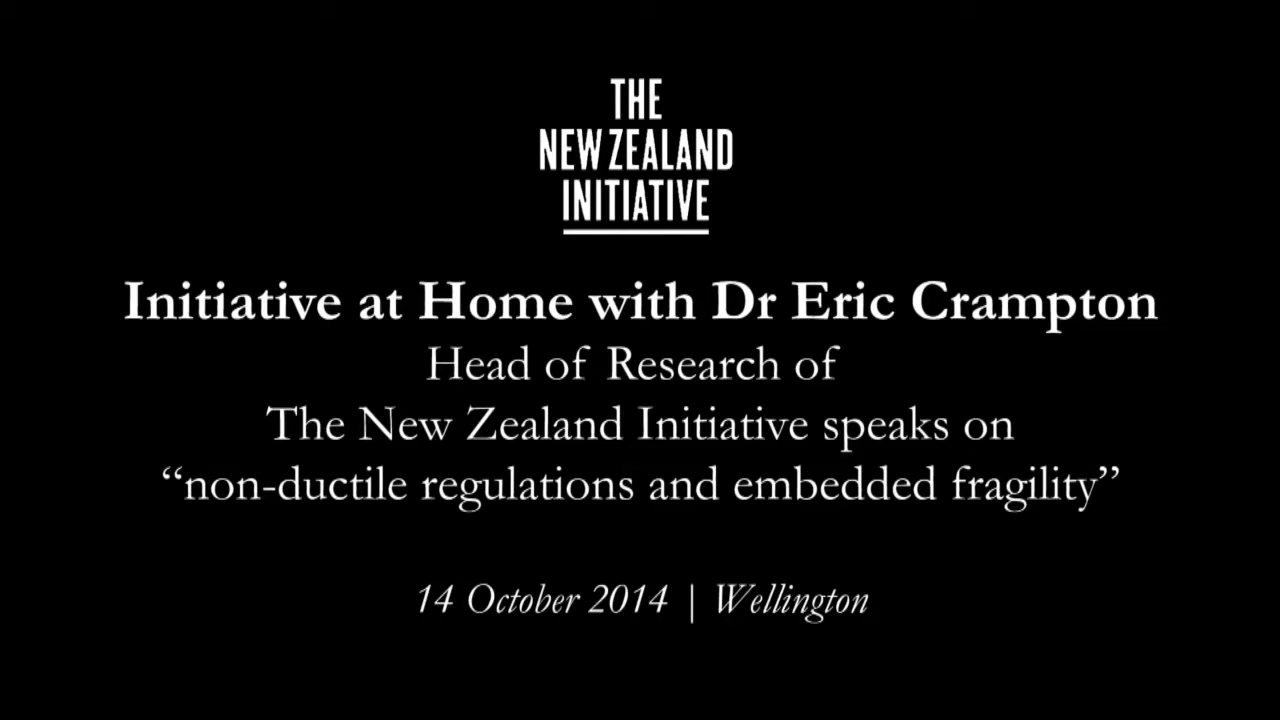 THE
NEW ZEALAND
INITIATIVE
Initiative at Home with Dr Eric Crampton
Head of Research of
The New Zealand Initiative speaks on
“non-ductile regulations and embedded fragility”
14 October 2014 | Wellington